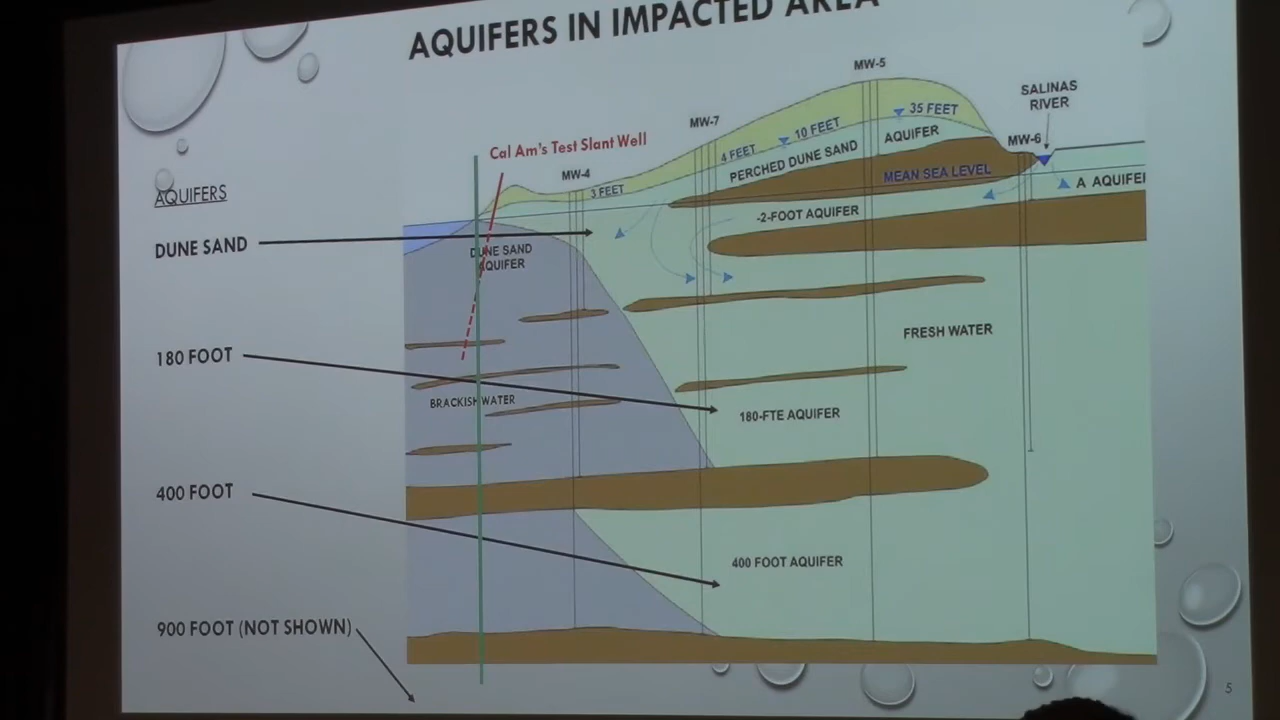 AQUIFERS IN IMPACTED AREA
MW-5
SALINAS
RIVER
MW-7
35 FEET
10 FEET
MW-6
Cal Am's Test Slant Well
4 FEET
PERCHED DUNE SAND
AQUIFER
MW-4
MEAN SEA LEVEL
3 FEET
A AQUIFE
AQUIFERS
-2-FOOT AQUIFER
DUNE SAND
DUNE SAND
AQUIFER
FRESH WATER
180 FOOT
BRACKISH WATER
180-FTE AQUIFER
400 FOOT
400 FOOT AQUIFER
900 FOOT (NOT SHOWN)
5